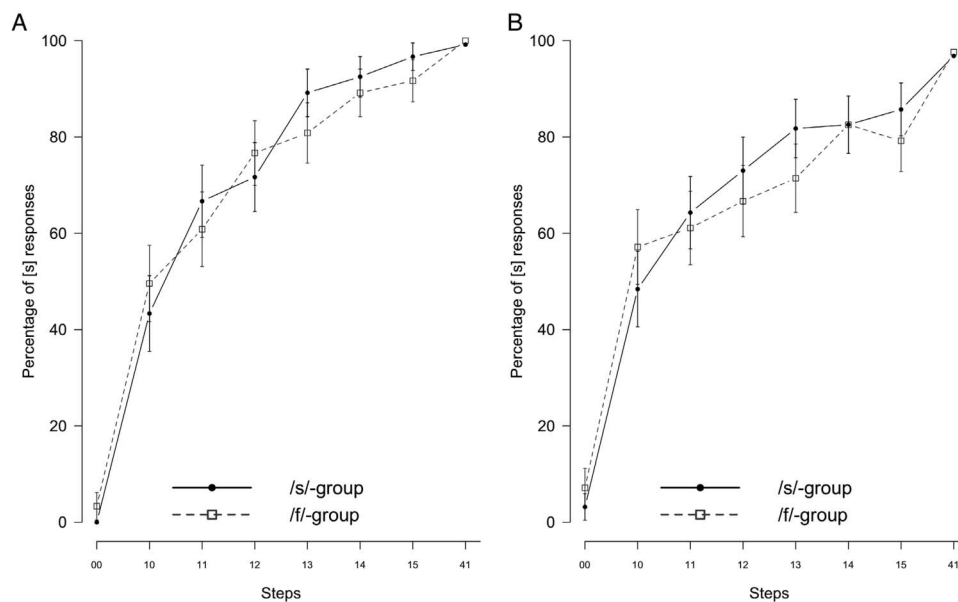 A
Percentage of [s] responses
100
80
60
40
20
0
/s/-group
/f/-group
00 10 11 12 13 14 15 41
Steps
B
Percentage of [s] responses
100
80
60
40
20
0
/s/-group
/f/-group
00 10 11 12 13 14 15 41
Steps